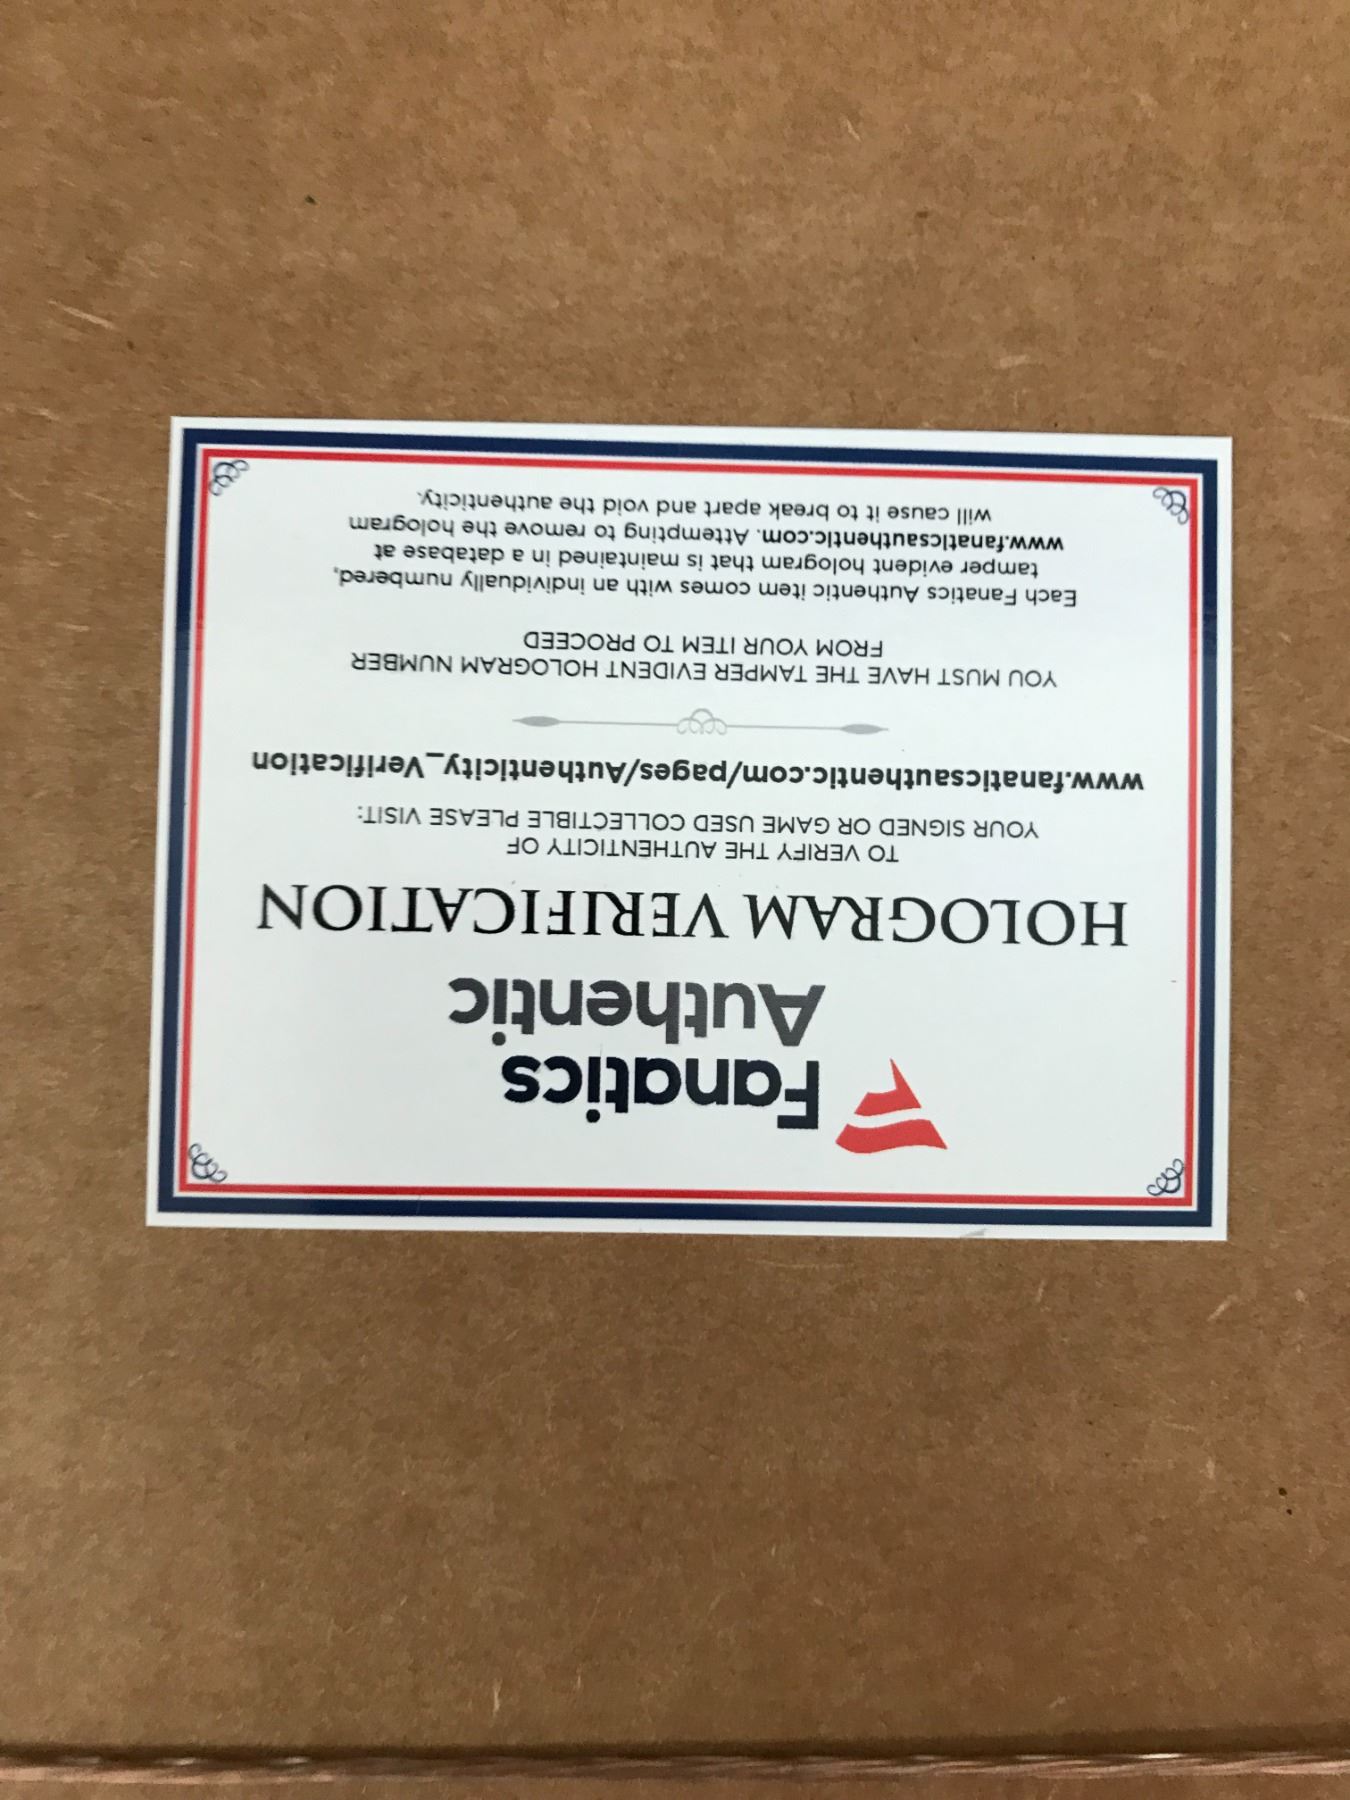 Fanatics
Authentic
HOLOGRAM VERIFICATION
TO VERIFY THE AUTHENTICITY OF
YOUR SIGNED OR GAME USED COLLECTIBLE PLEASE VISIT:
www.fanaticsauthentic.com/pages/Authenticity_Verification
YOU MUST HAVE THE TAMPER EVIDENT HOLOGRAM NUMBER
FROM YOUR ITEM TO PROCEED
Each Fanatics Authentic item comes with an individually numbered,
tamper evident hologram that is maintained in a database at
www.fanaticsauthentic.com. Attempting to remove the hologram
will cause it to break apart and void the authenticity.